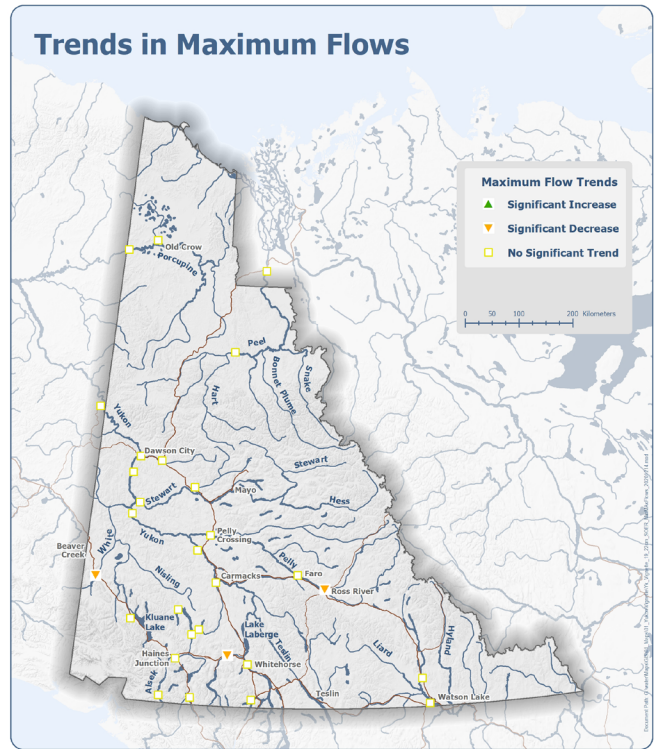 Trends in Maximum Flows
Maximum Flow Trends
Significant Increase
Significant Decrease
No Significant Trend
0 50 100 200 Kilometers
Old Crow
Porcupine
Peel
Hart
Bonnet Plume
Snake
Yukon
Dawson City
Stewart
Stewart
Mayo
Hess
Beaver
Creek
White
Yukon
Pelly
Crossing
Nisling
Pelly
Carmacks
Faro
Ross River
Kluane
Lake
Lake
Laberge
Teslin
Liard
Hyland
Haines
Junction
Whitehorse
Alsek
Teslin
Watson Lake